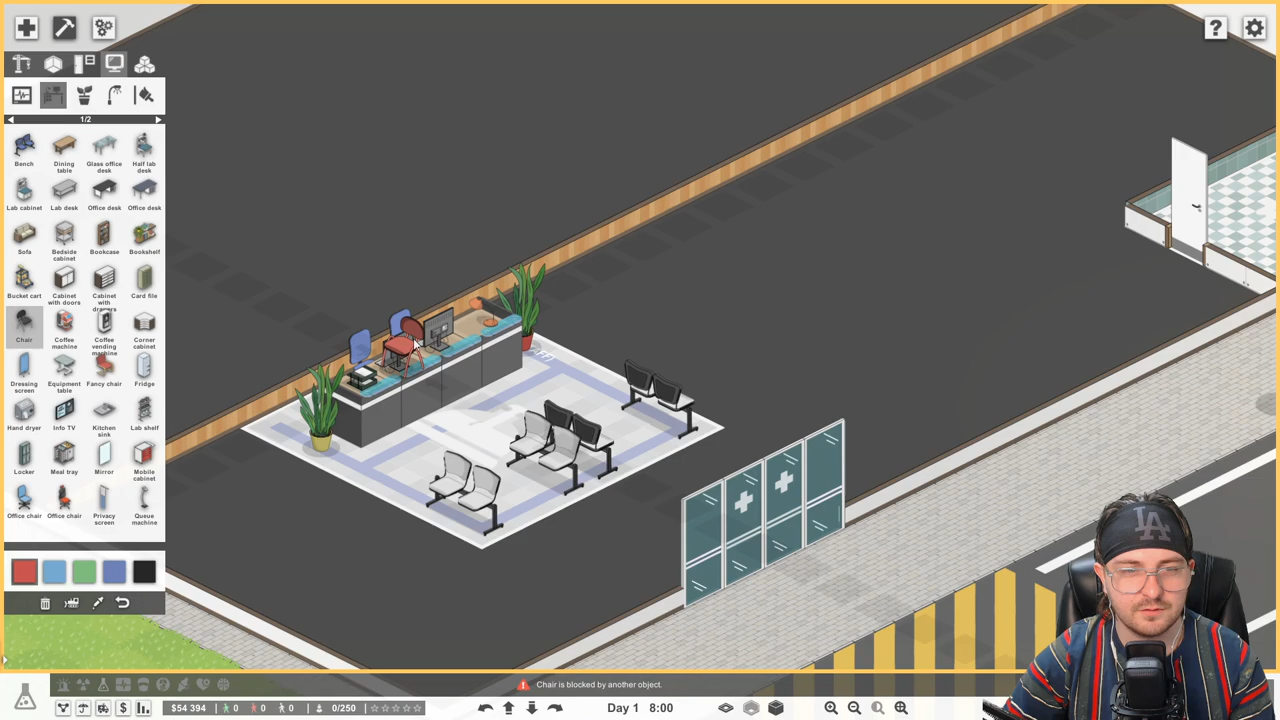 ?
1/2
Bench
Dining table
Glass office desk
Half lab desk
Lab cabinet
Lab desk
Office desk
Office desk
Sofa
Bedside cabinet
Bookcase
Bookshelf
Bucket cart
Cabinet with doors
Cabinet with drawers
Card file
Chair
Coffee machine
Coffee vending machine
Corner cabinet
Dressing screen
Equipment table
Fancy chair
Fridge
Hand dryer
Info TV
Kitchen sink
Lab shelf
Locker
Meal tray
Mirror
Mobile cabinet
Office chair
Office chair
Privacy screen
Queue machine
LA
Chair is blocked by another object.
$
$54 394
0
0
0
0/250
Day 1 8:00